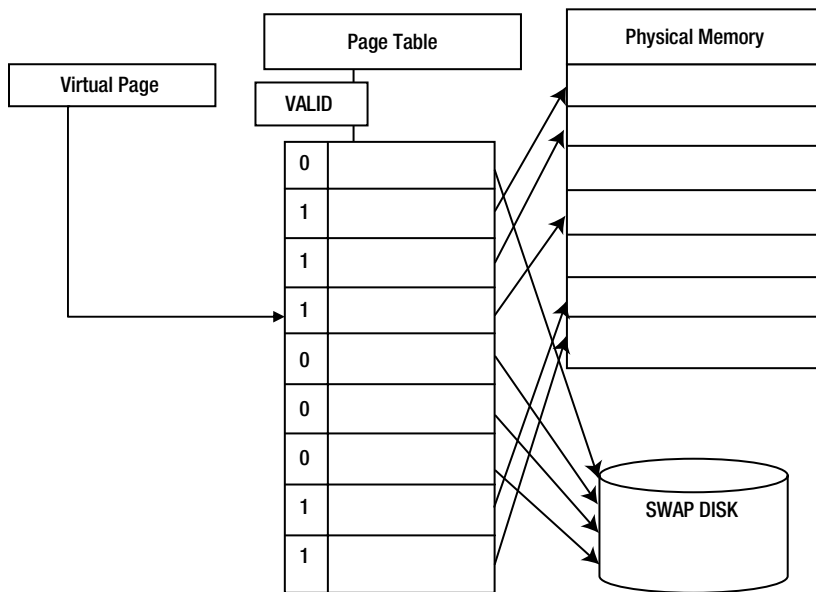 Page Table
Physical Memory
Virtual Page
VALID
0
1
1
1
0
0
0
1
1
SWAP DISK